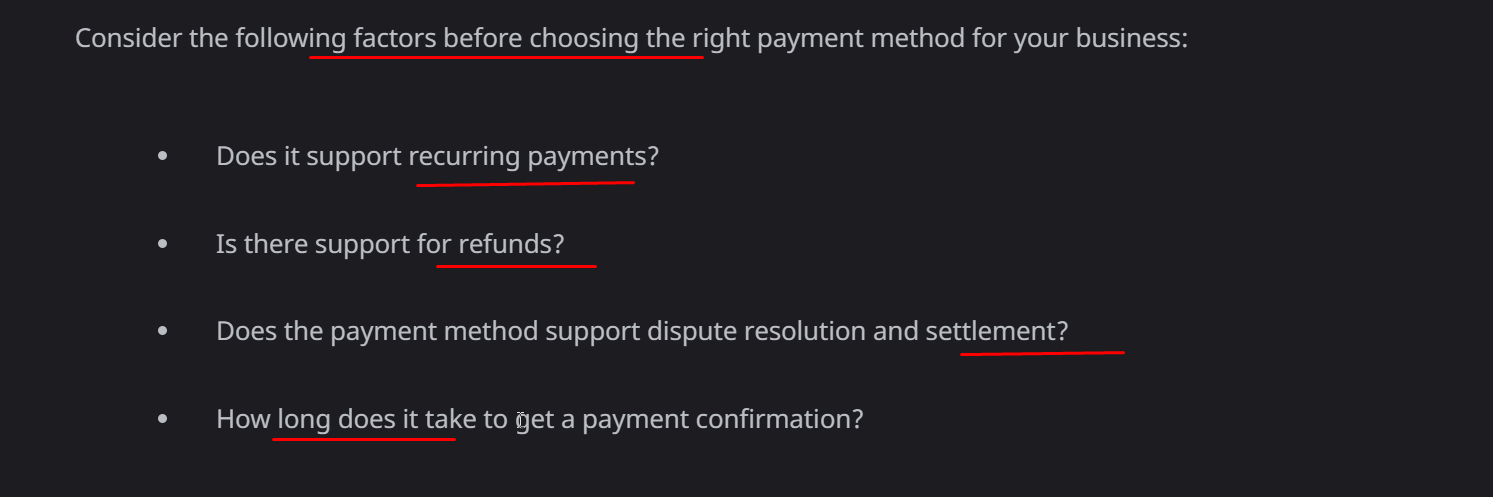 Consider the following factors before choosing the right payment method for your business:
• Does it support recurring payments?
• Is there support for refunds?
• Does the payment method support dispute resolution and settlement?
• How long does it take to get a payment confirmation?